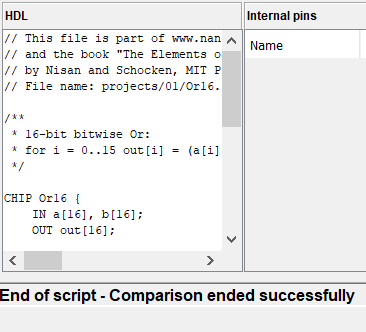 HDL
Internal pins
// This file is part of www.nan
// and the book "The Elements o
// by Nisan and Schocken, MIT P
// File name: projects/01/Or16.
/**
* 16-bit bitwise Or:
* for i = 0..15 out[i] = (a[i]
*/
CHIP Or16 {
IN a[16], b[16];
OUT out[16];
Name
End of script - Comparison ended successfully